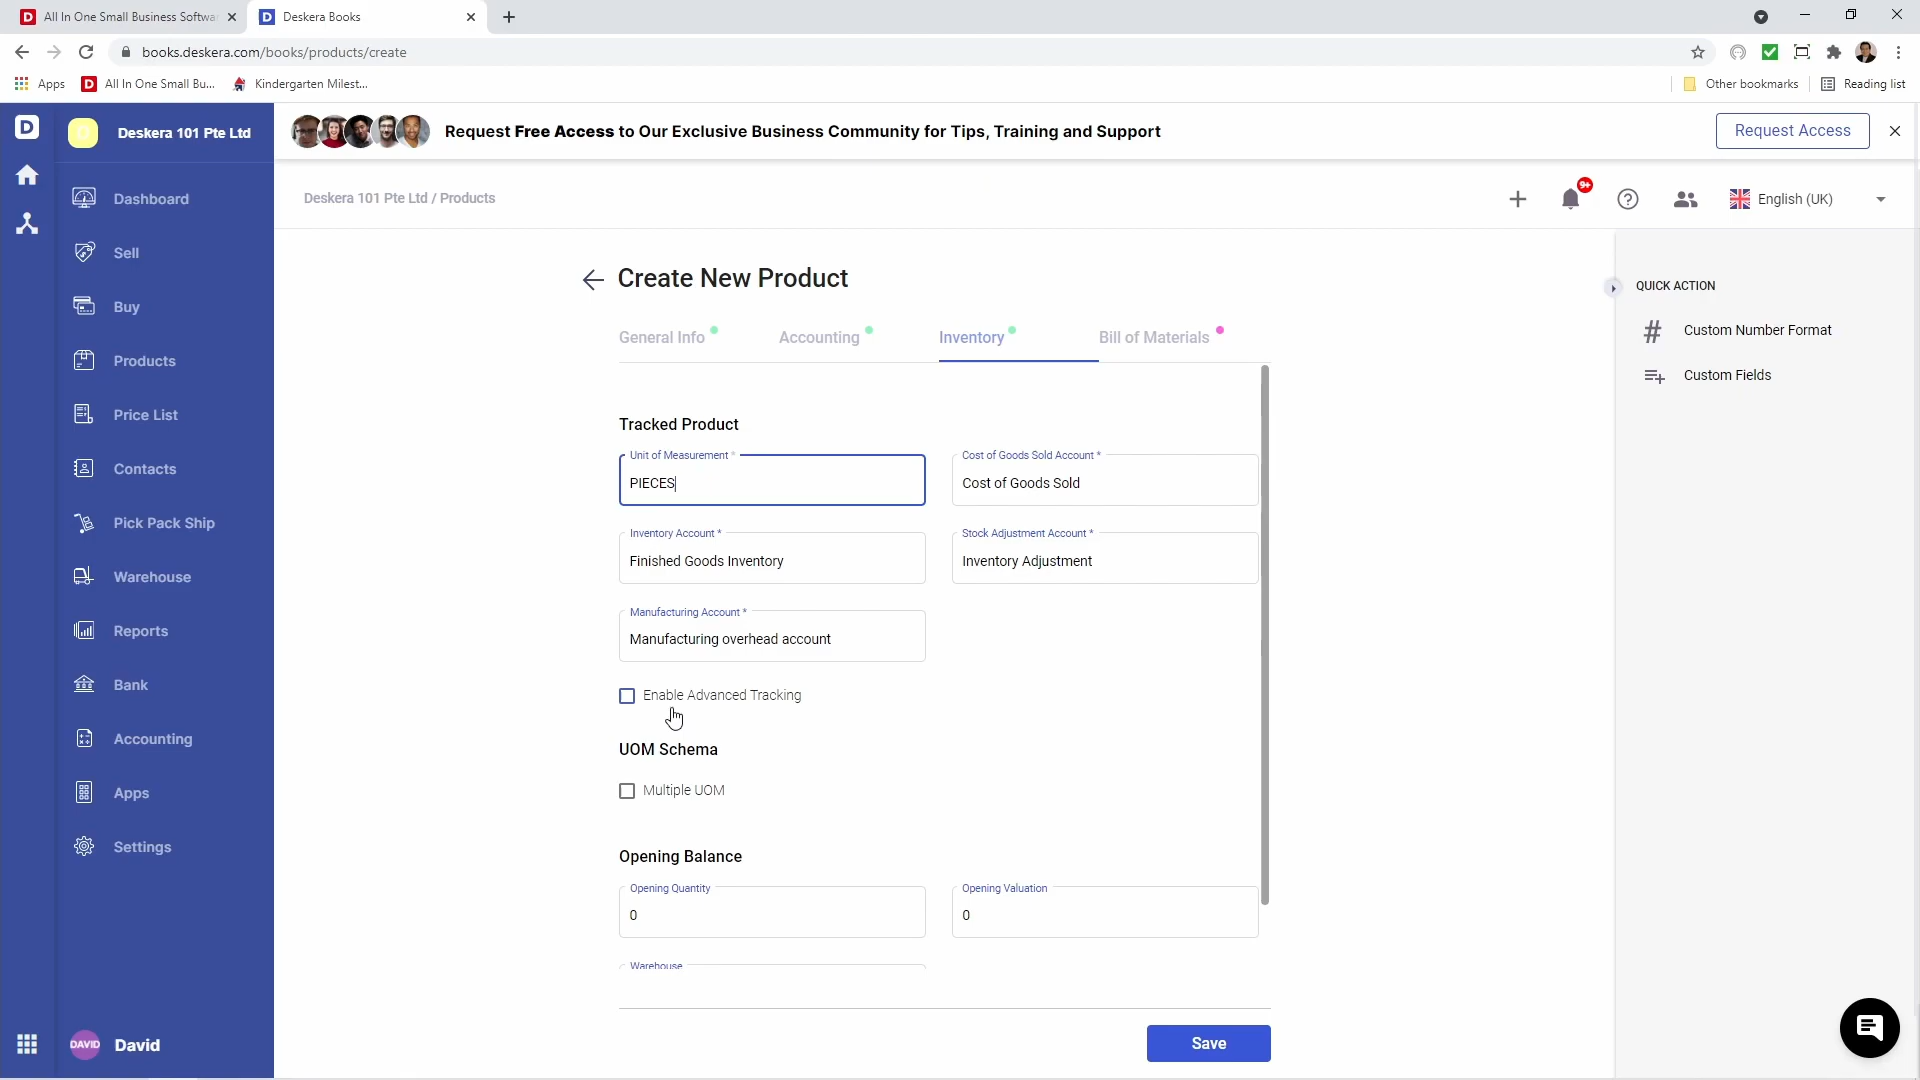 All In One Small Business Softwa
Deskera Books
books.deskera.com/books/products/create
Apps
All In One Small Bu...
Kindergarten Milest...
Other bookmarks
Reading list
D
Deskera 101 Pte Ltd
Request Free Access to Our Exclusive Business Community for Tips, Training and Support
Request Access
Dashboard
Sell
Buy
Products
Price List
Contacts
Pick Pack Ship
Warehouse
Reports
Bank
Accounting
Apps
Settings
DAVID
David
Deskera 101 Pte Ltd / Products
9+
English (UK)
Create New Product
General Info
Accounting
Inventory
Bill of Materials
Tracked Product
Unit of Measurement *
PIECES
Cost of Goods Sold Account *
Cost of Goods Sold
Inventory Account *
Finished Goods Inventory
Stock Adjustment Account *
Inventory Adjustment
Manufacturing Account *
Manufacturing overhead account
Enable Advanced Tracking
UOM Schema
Multiple UOM
Opening Balance
Opening Quantity
0
Opening Valuation
0
Warehouse
Save
QUICK ACTION
Custom Number Format
Custom Fields